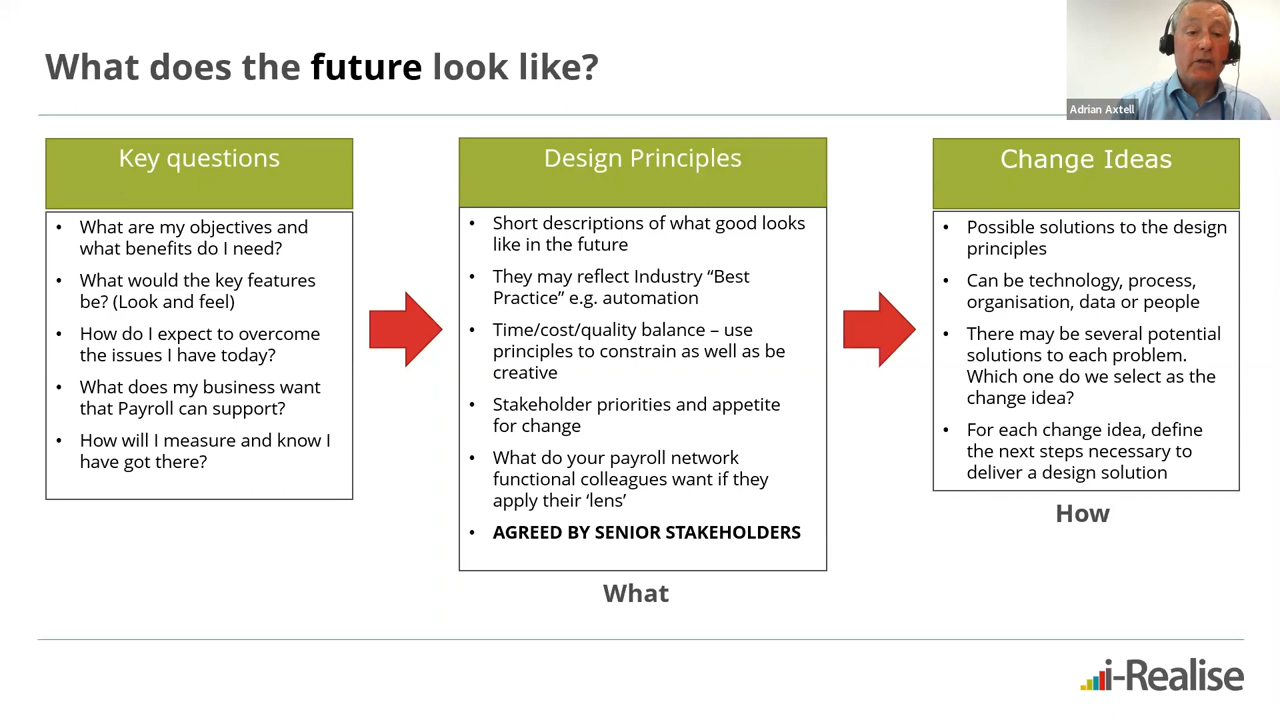 What does the future look like?
Adrian Axtell
Key questions
• What are my objectives and
what benefits do I need?
• What would the key features
be? (Look and feel)
• How do I expect to overcome
the issues I have today?
• What does my business want
that Payroll can support?
• How will I measure and know I
have got there?
Design Principles
• Short descriptions of what good looks
like in the future
• They may reflect Industry “Best
Practice” e.g. automation
• Time/cost/quality balance – use
principles to constrain as well as be
creative
• Stakeholder priorities and appetite
for change
• What do your payroll network
functional colleagues want if they
apply their ‘lens’
• AGREED BY SENIOR STAKEHOLDERS
What
Change Ideas
• Possible solutions to the design
principles
• Can be technology, process,
organisation, data or people
• There may be several potential
solutions to each problem.
Which one do we select as the
change idea?
• For each change idea, define
the next steps necessary to
deliver a design solution
How
i-Realise